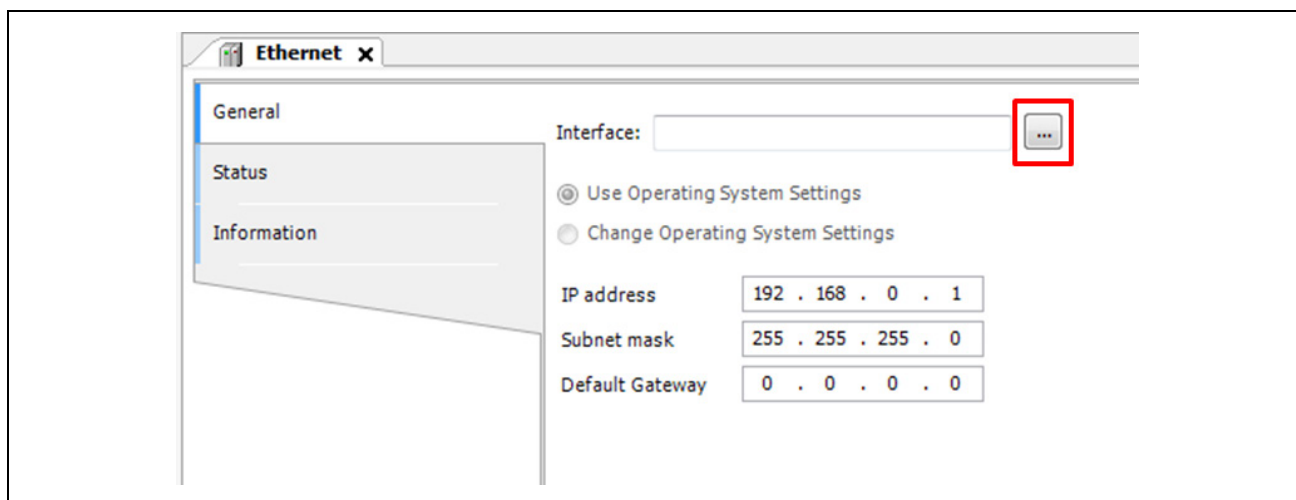 Ethernet x
General
Interface: ...
Status
Use Operating System Settings
Information
Change Operating System Settings
IP address 192 . 168 . 0 . 1
Subnet mask 255 . 255 . 255 . 0
Default Gateway 0 . 0 . 0 . 0